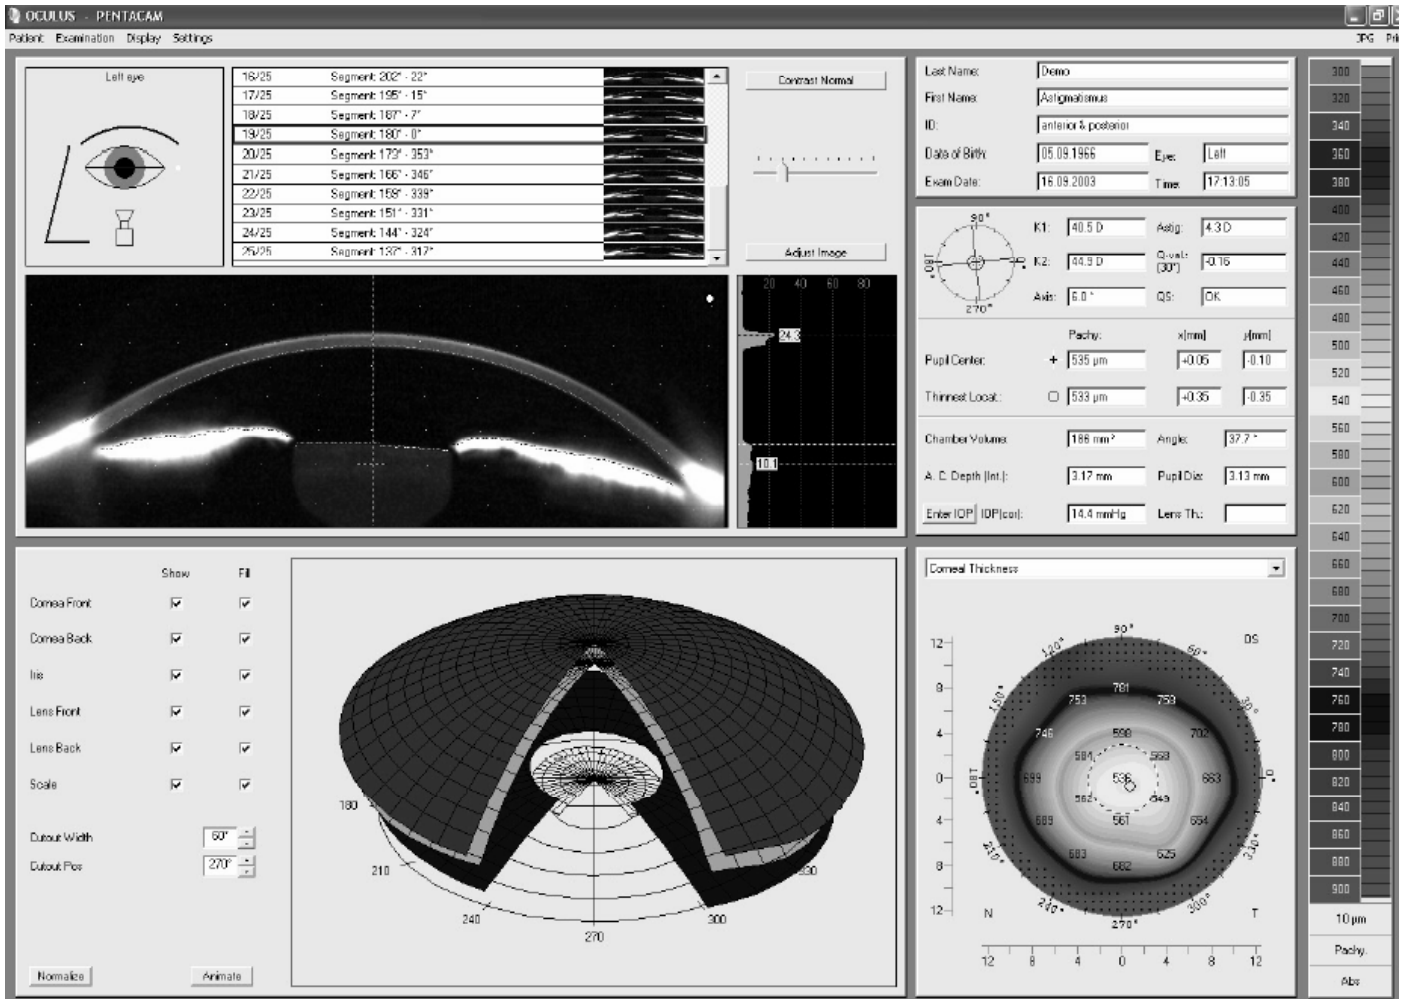 OCULUS - PENTACAM
Patient Examination Display Settings
JPG
Left eye
16/25 Segment: 202° - 22°
17/25 Segment: 195° - 15°
18/25 Segment: 187° - 7°
19/25 Segment: 180° - 0°
20/25 Segment: 173° - 353°
21/25 Segment: 166° - 346°
22/25 Segment: 159° - 339°
23/25 Segment: 151° - 331°
24/25 Segment: 144° - 324°
25/25 Segment: 137° - 317°
Contrast Normal
Adjust Image
20 40 60 80
24.3
10.1
Last Name: Demo
First Name: Astigmatismus
ID: anterior & posterior
Date of Birth: 05.09.1966 Eye: Left
Exam Date: 16.09.2003 Time: 17:13:05
90°
180°
0°
270°
K1: 40.5 D Astig: 4.3 D
K2: 44.9 D Q-val.: (30°) -0.16
Axis: 6.0° QS: OK
Pachy: x[mm] y[mm]
Pupil Center: + 535 µm +0.05 -0.10
Thinnest Locat.: 533 µm +0.35 -0.35
Chamber Volume: 186 mm³ Angle: 37.7°
A. C. Depth (Int.): 3.17 mm Pupil Dia: 3.13 mm
Enter IOP IOP(cor): 14.4 mmHg Lens Th.:
Show Fill
Cornea Front
Cornea Back
Iris
Lens Front
Lens Back
Scale
Cutout Width 60°
Cutout Pos 270°
Normalize Animate
180
210
240
270
300
330
Corneal Thickness
OS
90°
120° 60°
150° 30°
180° 0°
210° 330°
240° 300°
270°
12
8
4
0
4
8
12
781
753 759
746 598 702
584 568
699 536 663
562 549
689 561 654
683 625
682
N T
12 8 4 0 4 8 12
300
320
340
360
380
400
420
440
460
480
500
520
540
560
580
600
620
640
660
680
700
720
740
760
780
800
820
840
860
880
900
10 µm
Pachy.
Abs